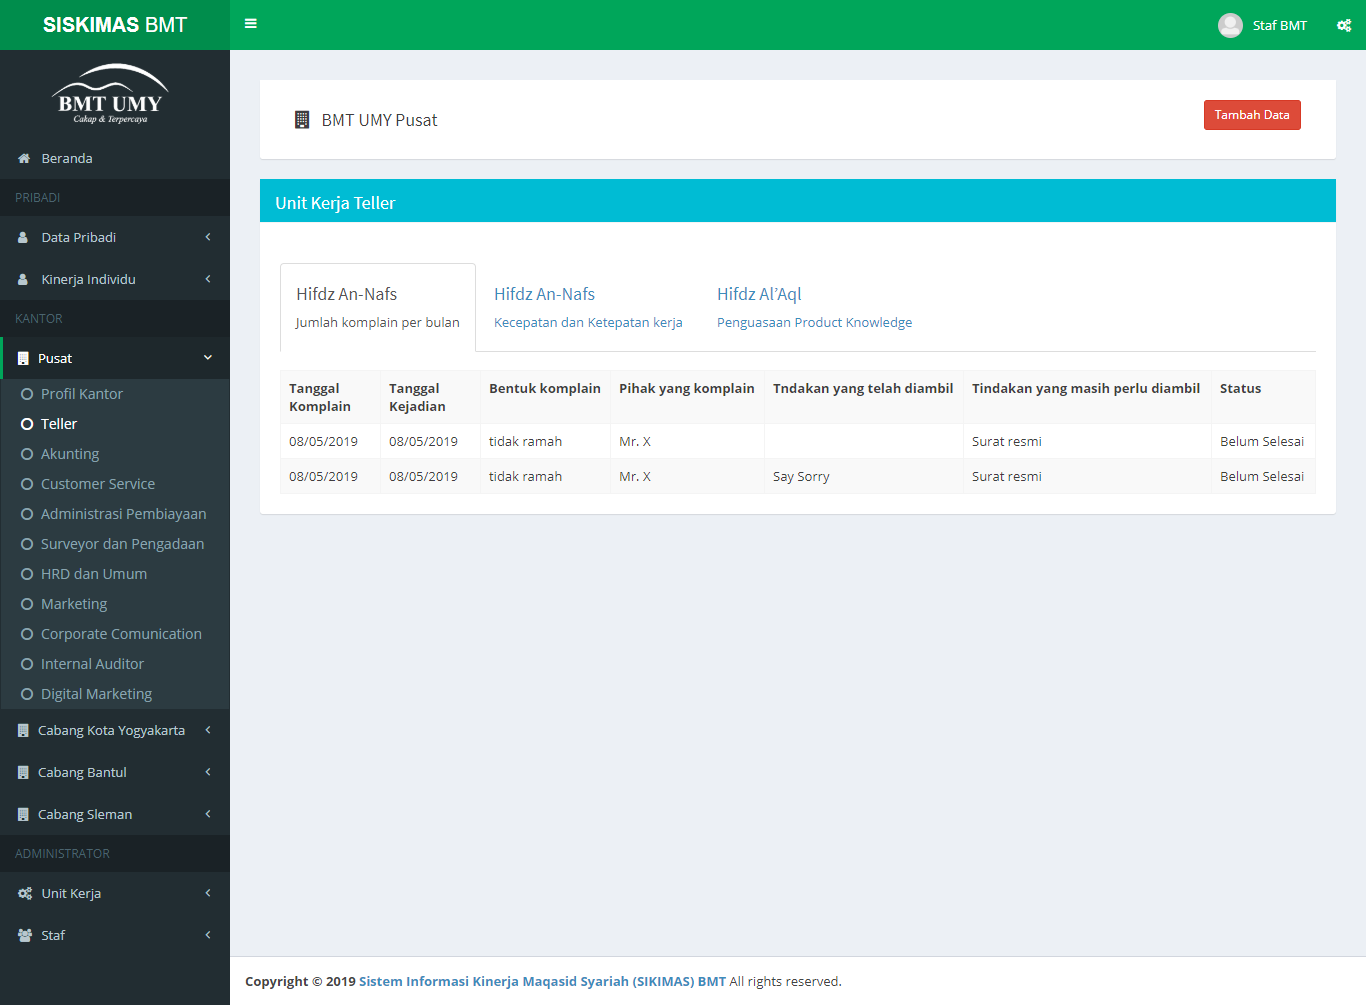 SISKIMAS BMT
Staf BMT
BMT UMY
Cakap & Terpercaya
Beranda
PRIBADI
Data Pribadi
Kinerja Individu
KANTOR
Pusat
Profil Kantor
Teller
Akunting
Customer Service
Administrasi Pembiayaan
Surveyor dan Pengadaan
HRD dan Umum
Marketing
Corporate Comunication
Internal Auditor
Digital Marketing
Cabang Kota Yogyakarta
Cabang Bantul
Cabang Sleman
ADMINISTRATOR
Unit Kerja
Staf
BMT UMY Pusat
Tambah Data
Unit Kerja Teller
Hifdz An-Nafs
Jumlah komplain per bulan
Hifdz An-Nafs
Kecepatan dan Ketepatan kerja
Hifdz Al’Aql
Penguasaan Product Knowledge
Tanggal Komplain Tanggal Kejadian Bentuk komplain Pihak yang komplain Tndakan yang telah diambil Tindakan yang masih perlu diambil Status
08/05/2019 08/05/2019 tidak ramah Mr. X Surat resmi Belum Selesai
08/05/2019 08/05/2019 tidak ramah Mr. X Say Sorry Surat resmi Belum Selesai
Copyright © 2019 Sistem Informasi Kinerja Maqasid Syariah (SIKIMAS) BMT All rights reserved.